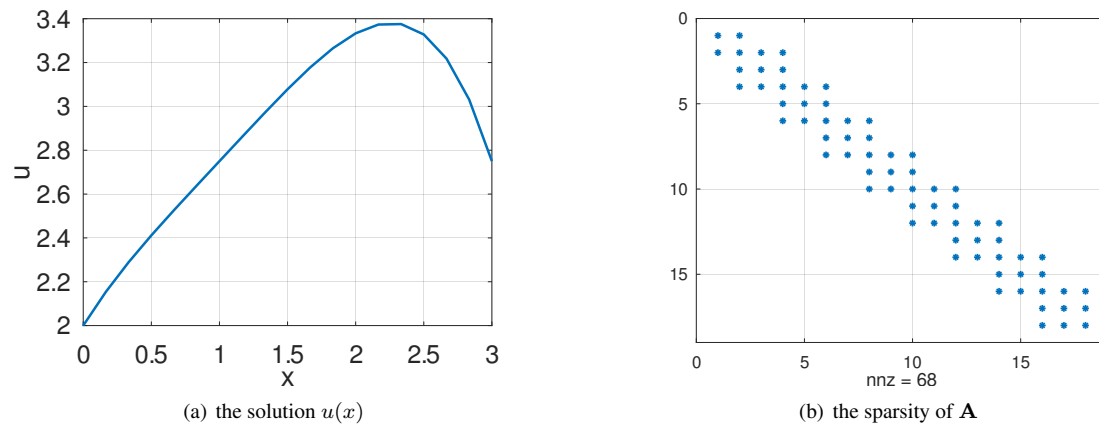 3.4
3.2
3
2.8
2.6
2.4
2.2
2
u
0 0.5 1 1.5 2 2.5 3
x
(a) the solution u(x)
0
5
10
15
0 5 10 15
nnz = 68
(b) the sparsity of A